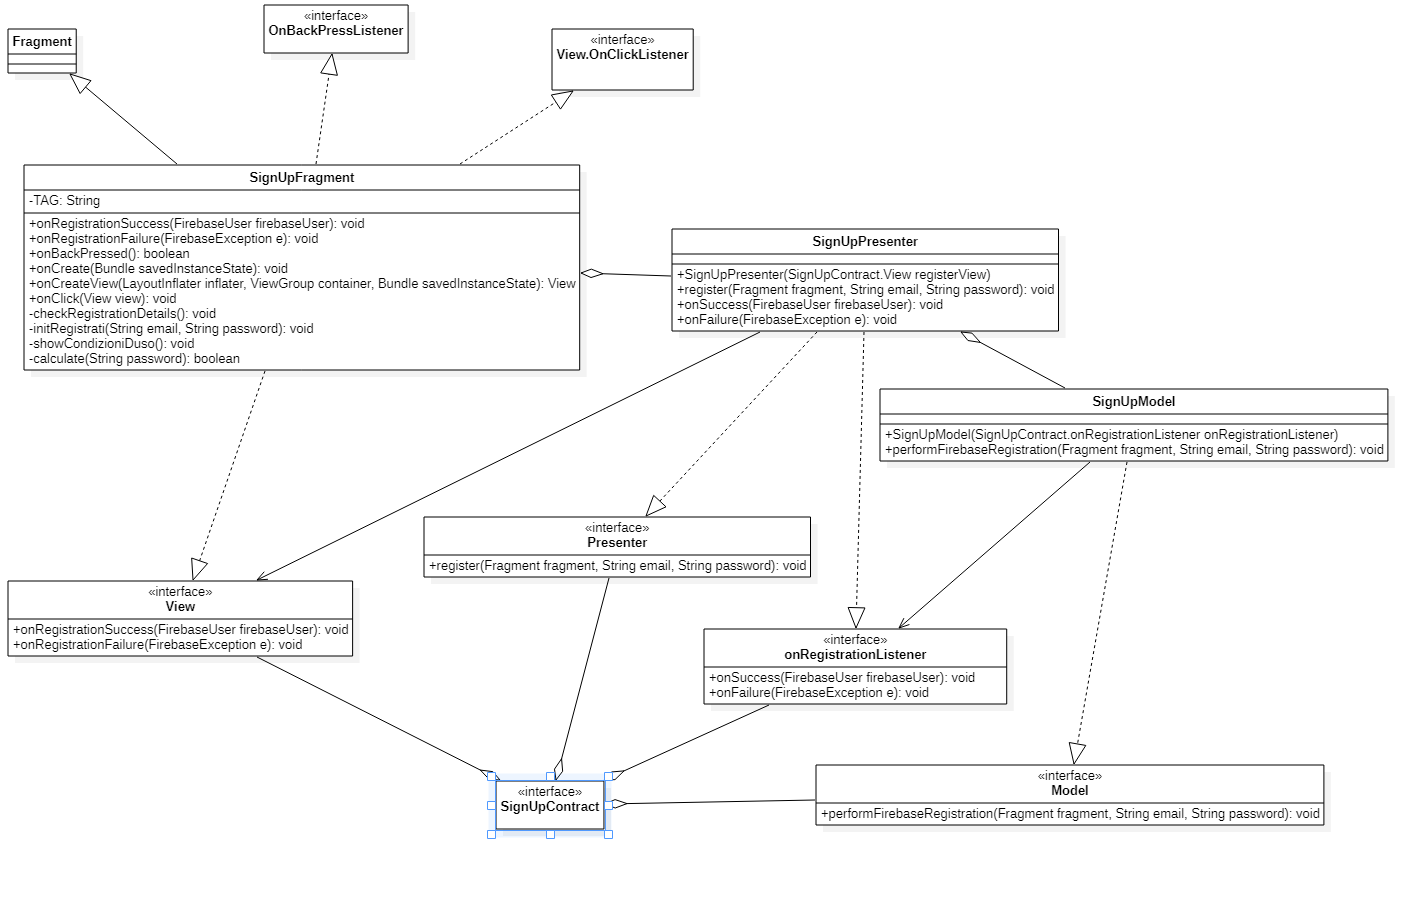 «interface»
OnBackPressListener
Fragment
«interface»
View.OnClickListener
SignUpFragment
-TAG: String
+onRegistrationSuccess(FirebaseUser firebaseUser): void
+onRegistrationFailure(FirebaseException e): void
+onBackPressed(): boolean
+onCreate(Bundle savedInstanceState): void
+onCreateView(LayoutInflater inflater, ViewGroup container, Bundle savedInstanceState): View
+onClick(View view): void
-checkRegistrationDetails(): void
-initRegistrati(String email, String password): void
-showCondizioniDuso(): void
-calculate(String password): boolean
SignUpPresenter
+SignUpPresenter(SignUpContract.View registerView)
+register(Fragment fragment, String email, String password): void
+onSuccess(FirebaseUser firebaseUser): void
+onFailure(FirebaseException e): void
SignUpModel
+SignUpModel(SignUpContract.onRegistrationListener onRegistrationListener)
+performFirebaseRegistration(Fragment fragment, String email, String password): void
«interface»
Presenter
+register(Fragment fragment, String email, String password): void
«interface»
View
+onRegistrationSuccess(FirebaseUser firebaseUser): void
+onRegistrationFailure(FirebaseException e): void
«interface»
onRegistrationListener
+onSuccess(FirebaseUser firebaseUser): void
+onFailure(FirebaseException e): void
«interface»
SignUpContract
«interface»
Model
+performFirebaseRegistration(Fragment fragment, String email, String password): void